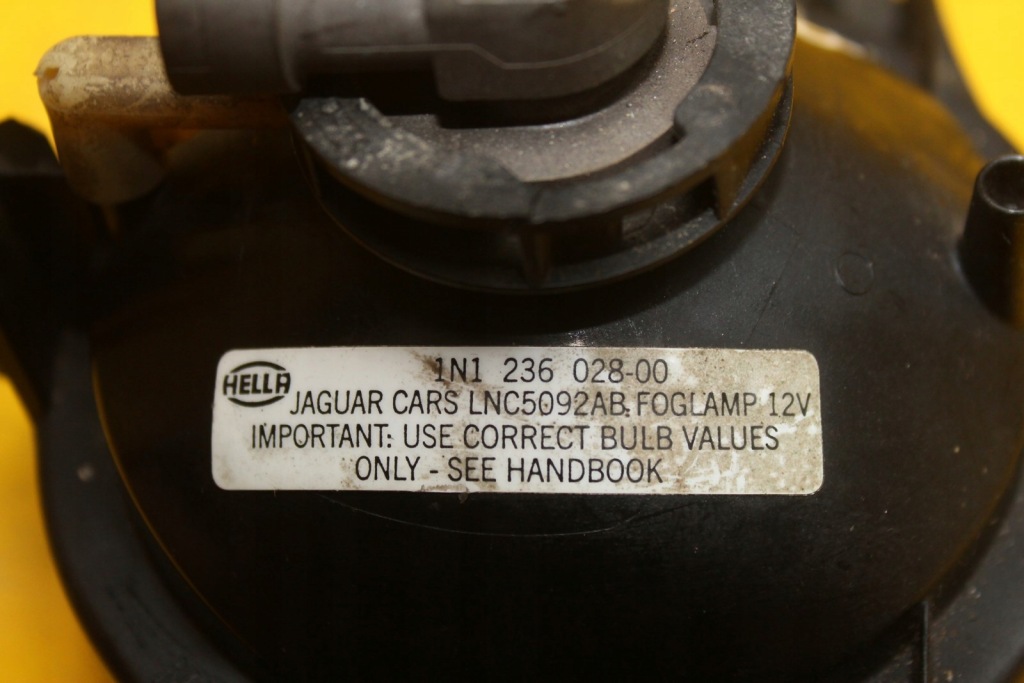 1N1 236 028-00
HELLA
JAGUAR CARS LNC5092AB. FOGLAMP 12V
IMPORTANT: USE CORRECT BULB VALUES
ONLY - SEE HANDBOOK